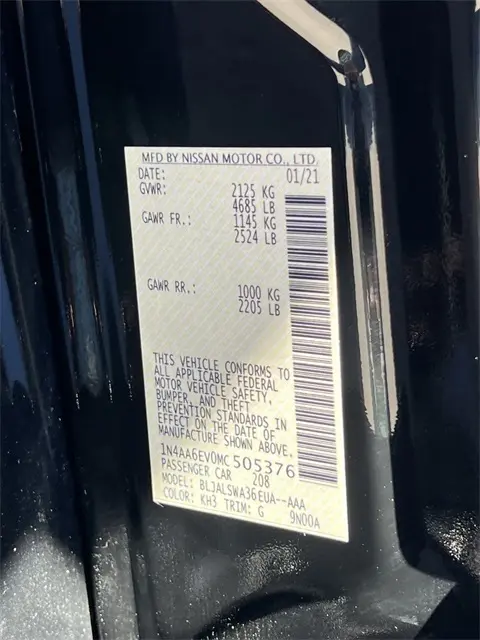 MFD BY NISSAN MOTOR CO., LTD.
DATE: 01/21
GVWR: 2125 KG
4685 LB
GAWR FR.: 1145 KG
2524 LB
GAWR RR.: 1000 KG
2205 LB
THIS VEHICLE CONFORMS TO
ALL APPLICABLE FEDERAL
MOTOR VEHICLE SAFETY,
BUMPER, AND THEFT
PREVENTION STANDARDS IN
EFFECT ON THE DATE OF
MANUFACTURE SHOWN ABOVE.
1N4AA6EV0MC505376
PASSENGER CAR 208
MODEL: BLJALSWA36EUA--AAA
COLOR: KH3 TRIM: G 9N00A